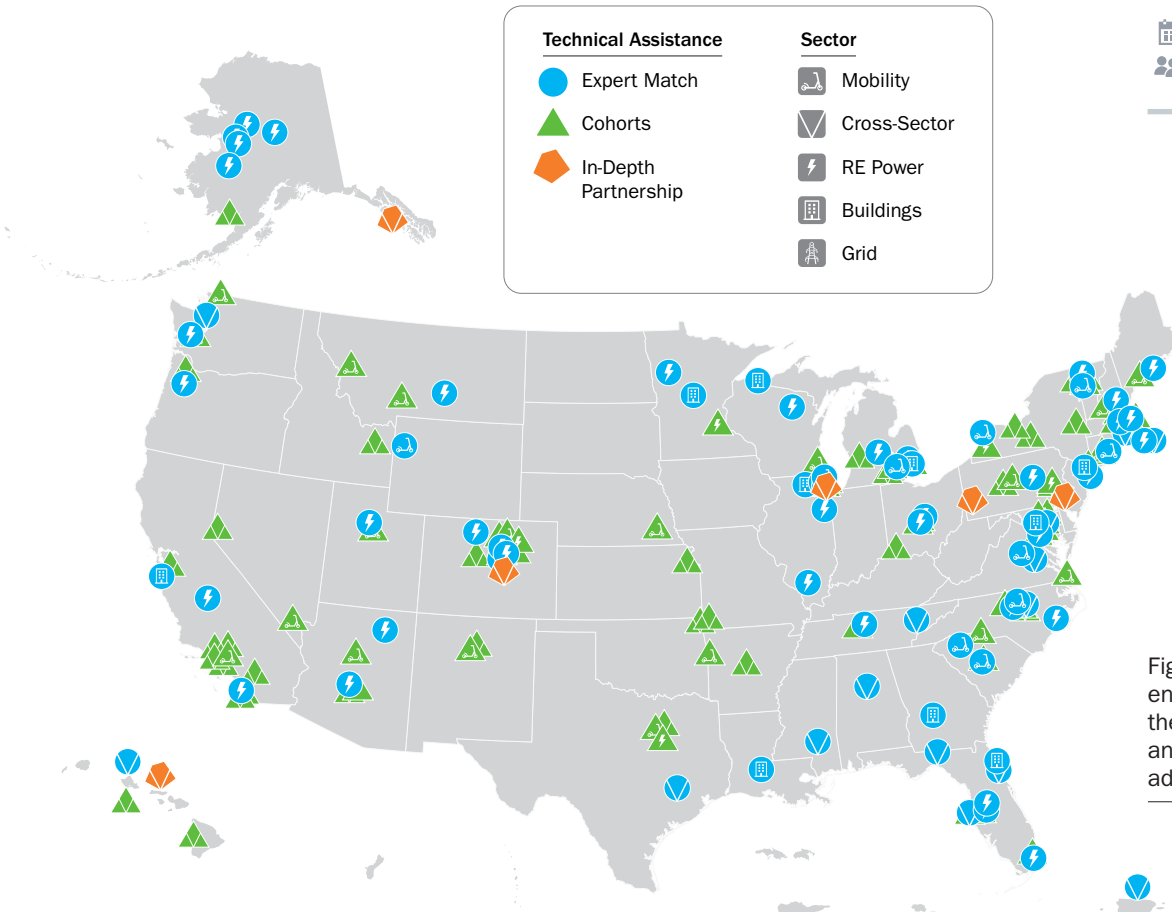 Technical Assistance
Expert Match
Cohorts
In-Depth
Partnership
Sector
Mobility
Cross-Sector
RE Power
Buildings
Grid
Fig
en
the
am
ad